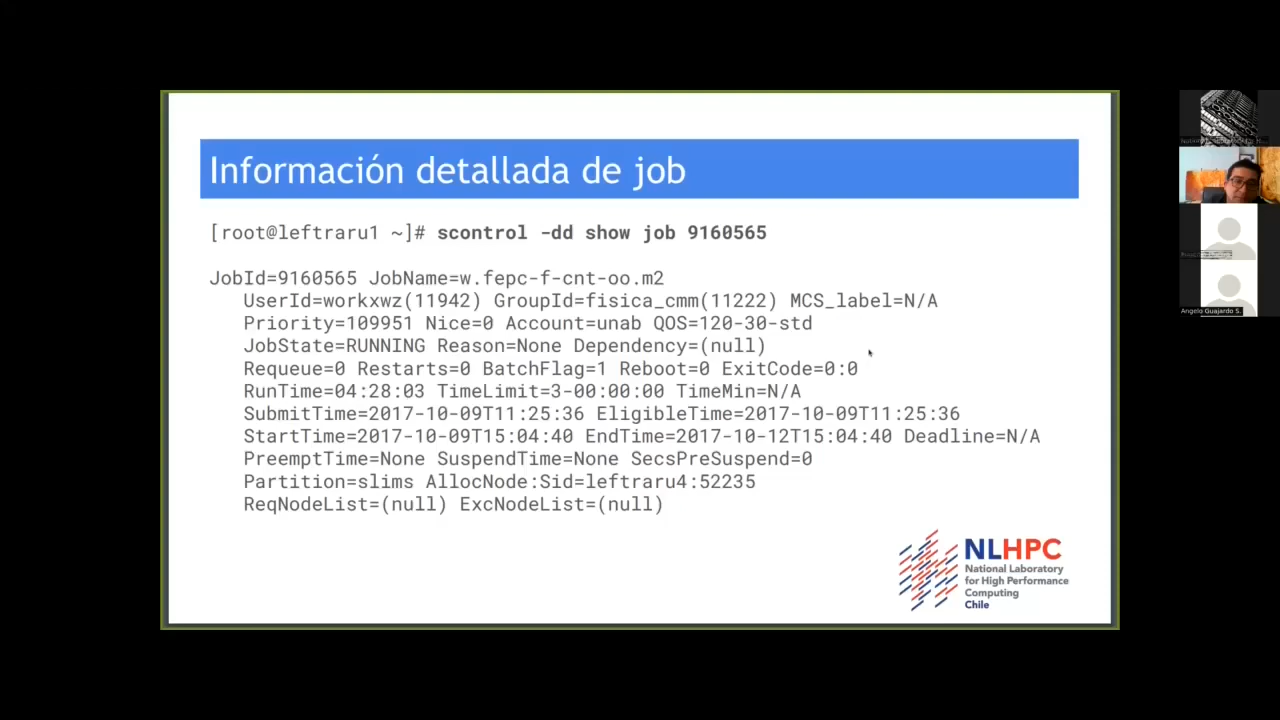 Información detallada de job
[root@leftraru1 ~]# scontrol -dd show job 9160565
JobId=9160565 JobName=w.fepc-f-cnt-oo.m2
UserId=workxwz(11942) GroupId=fisica_cmm(11222) MCS_label=N/A
Priority=109951 Nice=0 Account=unab QOS=120-30-std
JobState=RUNNING Reason=None Dependency=(null)
Requeue=0 Restarts=0 BatchFlag=1 Reboot=0 ExitCode=0:0
RunTime=04:28:03 TimeLimit=3-00:00:00 TimeMin=N/A
SubmitTime=2017-10-09T11:25:36 EligibleTime=2017-10-09T11:25:36
StartTime=2017-10-09T15:04:40 EndTime=2017-10-12T15:04:40 Deadline=N/A
PreemptTime=None SuspendTime=None SecsPreSuspend=0
Partition=slims AllocNode:Sid=leftraru4:52235
ReqNodeList=(null) ExcNodeList=(null)
NLHPC
National Laboratory
for High Performance
Computing
Chile
Angelo Guajardo S.